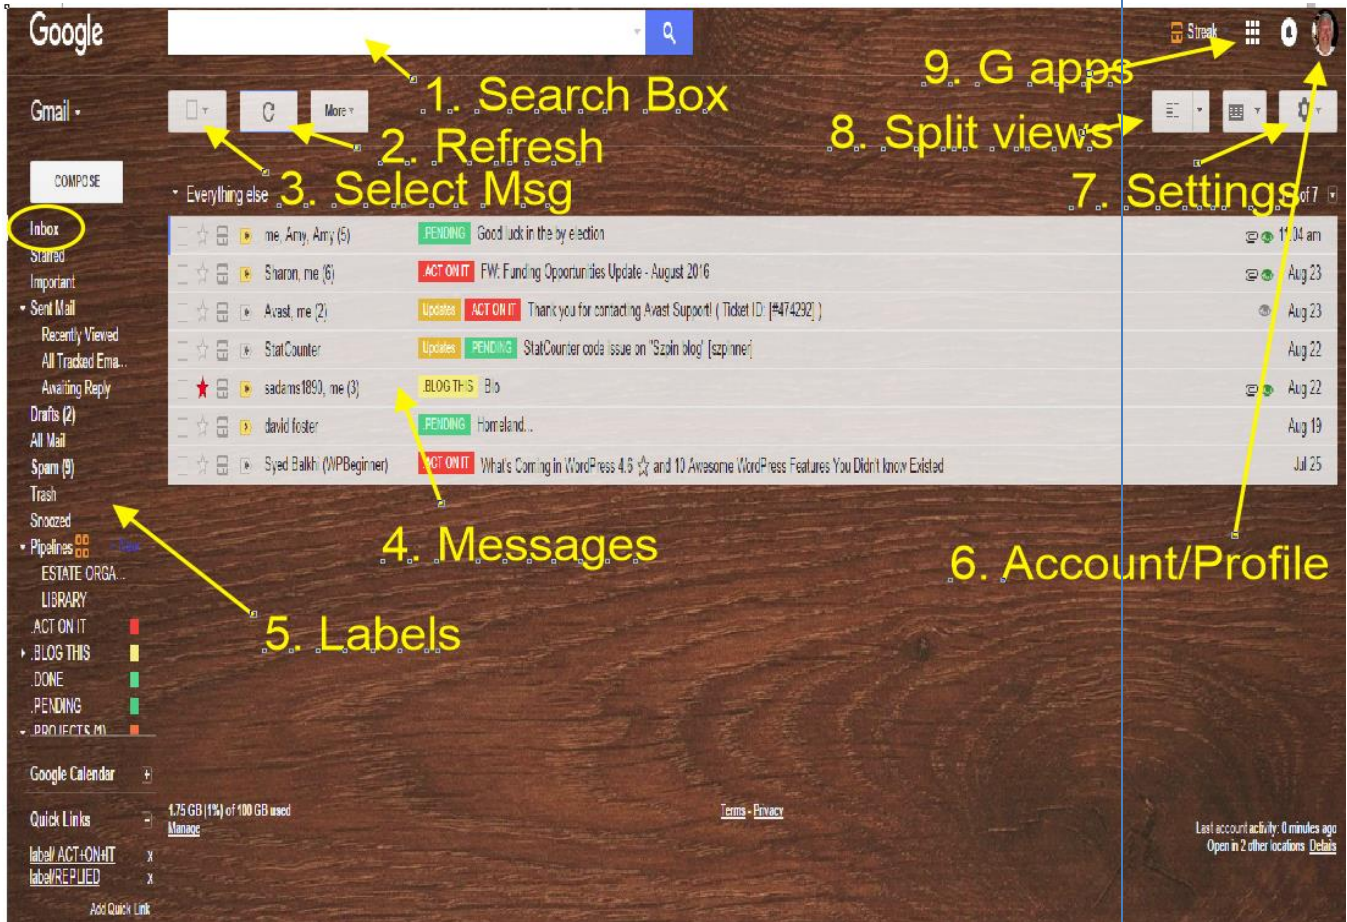 Google
Streak
1. Search Box
9. G apps
Gmail
More
2. Refresh
8. Split views
COMPOSE
3. Select Msg
7. Settings
Everything else
of 7
Inbox
me, Amy, Amy (5) .PENDING Good luck in the by election 11:04 am
Starred
Important
Sharon, me (6) .ACT ON IT FW: Funding Opportunities Update - August 2016 Aug 23
Sent Mail
Avast, me (2) Updates .ACT ON IT Thank you for contacting Avast Support! ( Ticket ID: [#474292] ) Aug 23
Recently Viewed
StatCounter Updates .PENDING StatCounter code issue on "Szpin blog" [szpinner] Aug 22
All Tracked Ema...
Awaiting Reply
sadams1890, me (3) .BLOG THIS Bio Aug 22
Drafts (2)
david foster .PENDING Homeland... Aug 19
All Mail
Spam (9)
Syed Balkhi (WPBeginner) .ACT ON IT What's Coming in WordPress 4.6 ☆ and 10 Awesome WordPress Features You Didn't know Existed Jul 25
Trash
Snoozed
Pipelines
4. Messages
6. Account/Profile
ESTATE ORGA...
LIBRARY
.ACT ON IT
5. Labels
.BLOG THIS
.DONE
.PENDING
.PROJECTS (1)
Google Calendar +
Quick Links -
label/.ACT+ON+IT x
label/REPLIED x
Add Quick Link
1.75 GB (1%) of 100 GB used
Manage
Terms - Privacy
Last account activity: 0 minutes ago
Open in 2 other locations Details